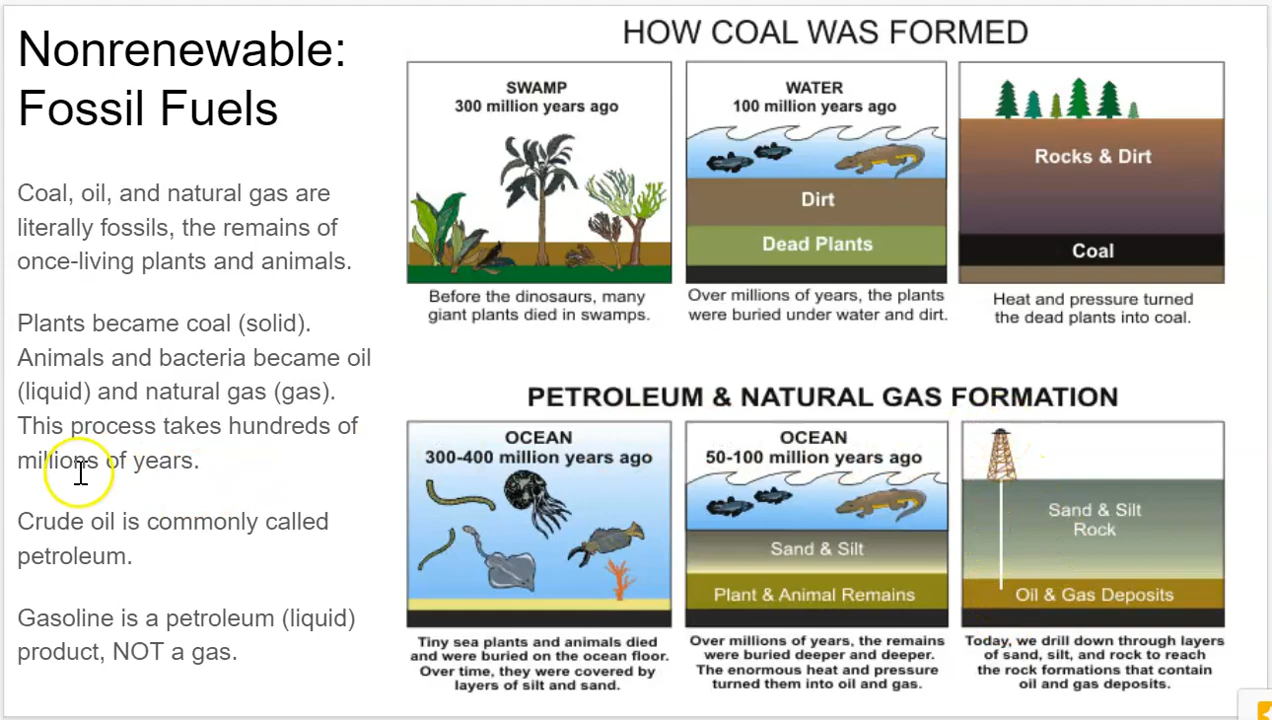 Nonrenewable:
Fossil Fuels
Coal, oil, and natural gas are
literally fossils, the remains of
once-living plants and animals.
Plants became coal (solid).
Animals and bacteria became oil
(liquid) and natural gas (gas).
This process takes hundreds of
millions of years.
Crude oil is commonly called
petroleum.
Gasoline is a petroleum (liquid)
product, NOT a gas.
HOW COAL WAS FORMED
SWAMP
300 million years ago
Before the dinosaurs, many
giant plants died in swamps.
WATER
100 million years ago
Dirt
Dead Plants
Over millions of years, the plants
were buried under water and dirt.
Rocks & Dirt
Coal
Heat and pressure turned
the dead plants into coal.
PETROLEUM & NATURAL GAS FORMATION
OCEAN
300-400 million years ago
Tiny sea plants and animals died
and were buried on the ocean floor.
Over time, they were covered by
layers of silt and sand.
OCEAN
50-100 million years ago
Sand & Silt
Plant & Animal Remains
Over millions of years, the remains
were buried deeper and deeper.
The enormous heat and pressure
turned them into oil and gas.
Sand & Silt
Rock
Oil & Gas Deposits
Today, we drill down through layers
of sand, silt, and rock to reach
the rock formations that contain
oil and gas deposits.